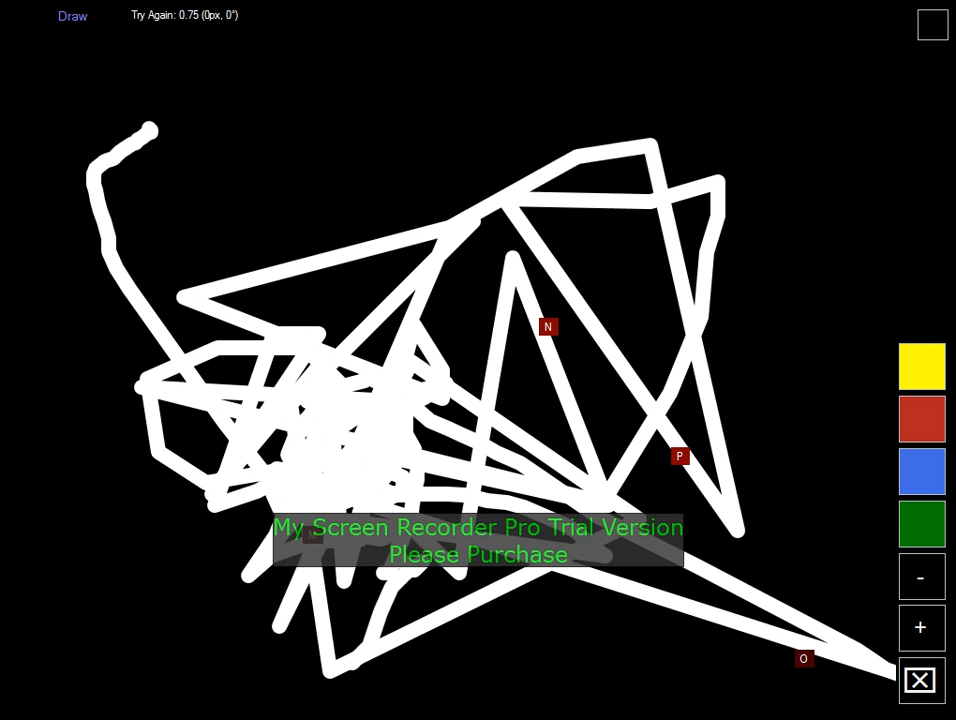 Draw
Try Again: 0.75 (0px, 0°)
N
P
My Screen Recorder Pro Trial Version
Please Purchase
-
+
O